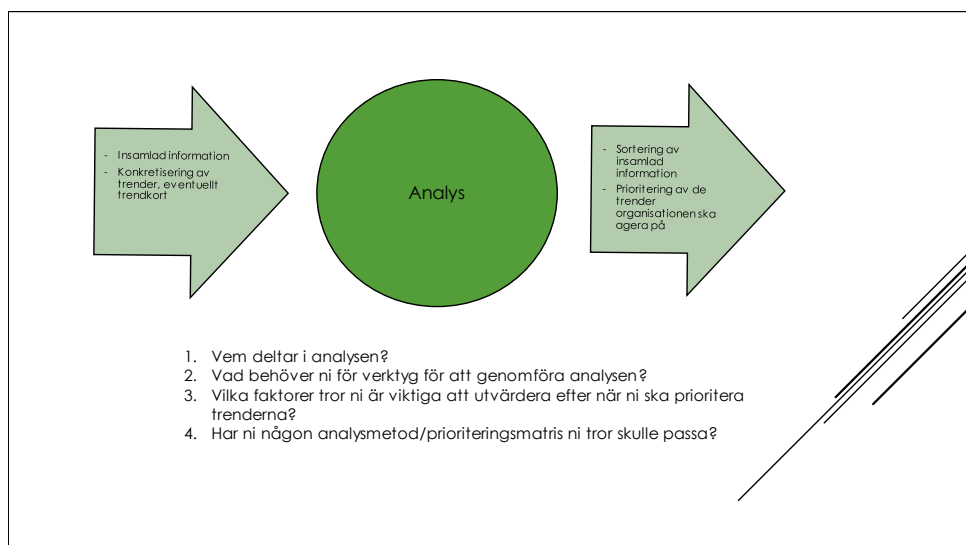 - Insamlad information
- Konkretisering av
trender, eventuellt
trendkort
Analys
- Sortering av
insamlad
information
- Prioritering av de
trender
organisationen ska
agera på
1. Vem deltar i analysen?
2. Vad behöver ni för verktyg för att genomföra analysen?
3. Vilka faktorer tror ni är viktiga att utvärdera efter när ni ska prioritera
trenderna?
4. Har ni någon analysmetod/prioriteringsmatris ni tror skulle passa?